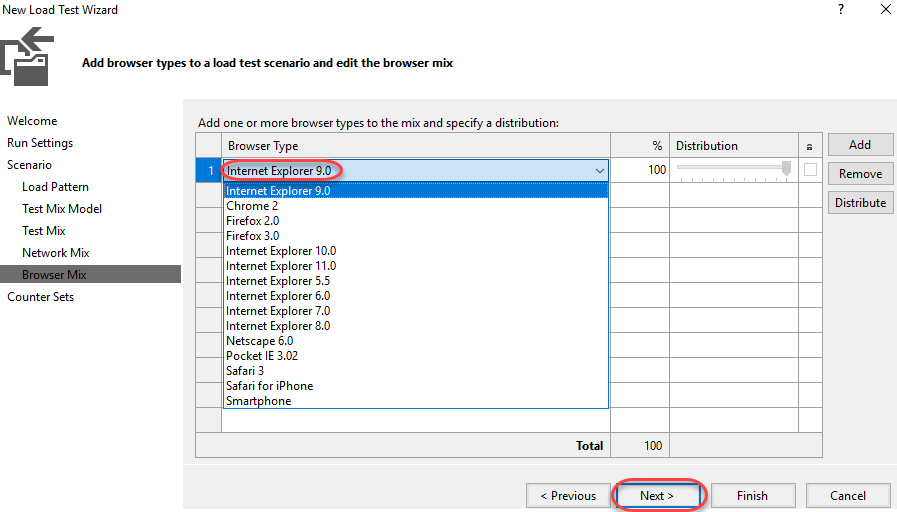 New Load Test Wizard
?
Add browser types to a load test scenario and edit the browser mix
Welcome
Run Settings
Scenario
Load Pattern
Test Mix Model
Test Mix
Network Mix
Browser Mix
Counter Sets
Add one or more browser types to the mix and specify a distribution:
Browser Type % Distribution
1 Internet Explorer 9.0 100
Internet Explorer 9.0
Chrome 2
Firefox 2.0
Firefox 3.0
Internet Explorer 10.0
Internet Explorer 11.0
Internet Explorer 5.5
Internet Explorer 6.0
Internet Explorer 7.0
Internet Explorer 8.0
Netscape 6.0
Pocket IE 3.02
Safari 3
Safari for iPhone
Smartphone
Total 100
Add
Remove
Distribute
< Previous Next > Finish Cancel